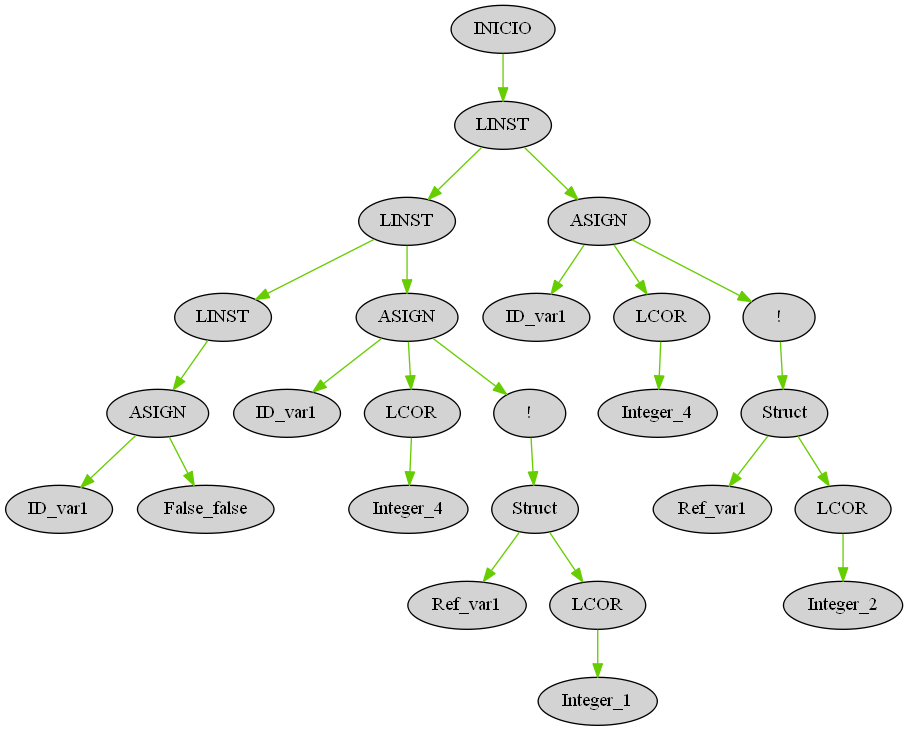 INICIO
LINST
LINST
ASIGN
LINST
ASIGN
ID_var1
LCOR
!
ASIGN
ID_var1
LCOR
!
Integer_4
Struct
ID_var1
False_false
Integer_4
Struct
Ref_var1
LCOR
Ref_var1
LCOR
Integer_2
Integer_1